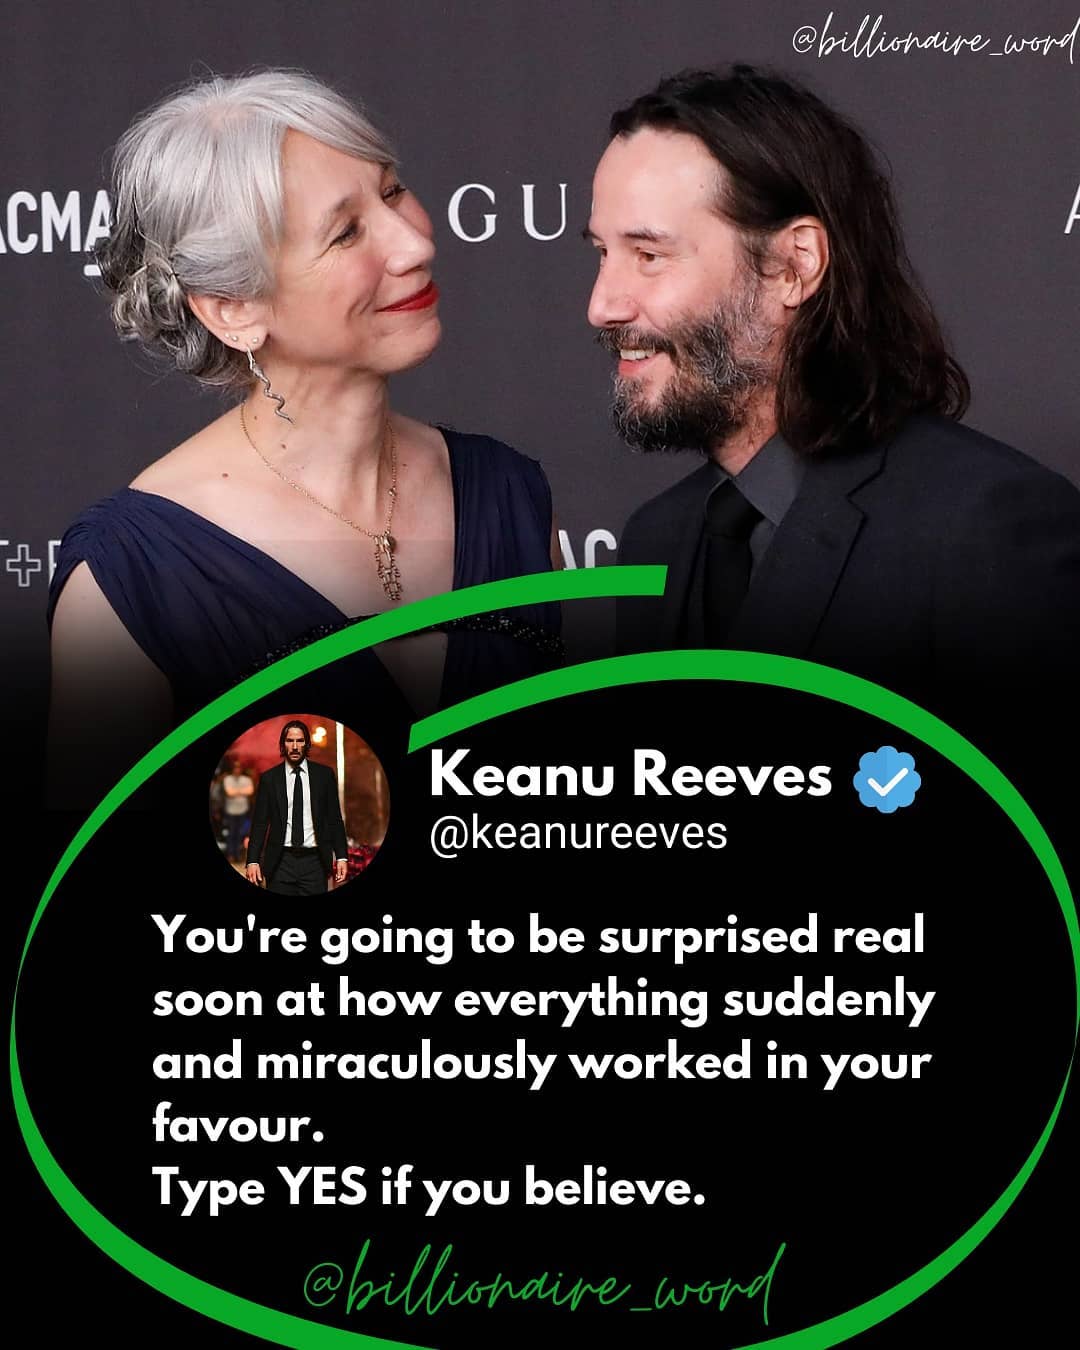 @billionaire_word
ACMA
GU
A
T+F
AC
Keanu Reeves
@keanureeves
You're going to be surprised real
soon at how everything suddenly
and miraculously worked in your
favour.
Type YES if you believe.
@billionaire_word